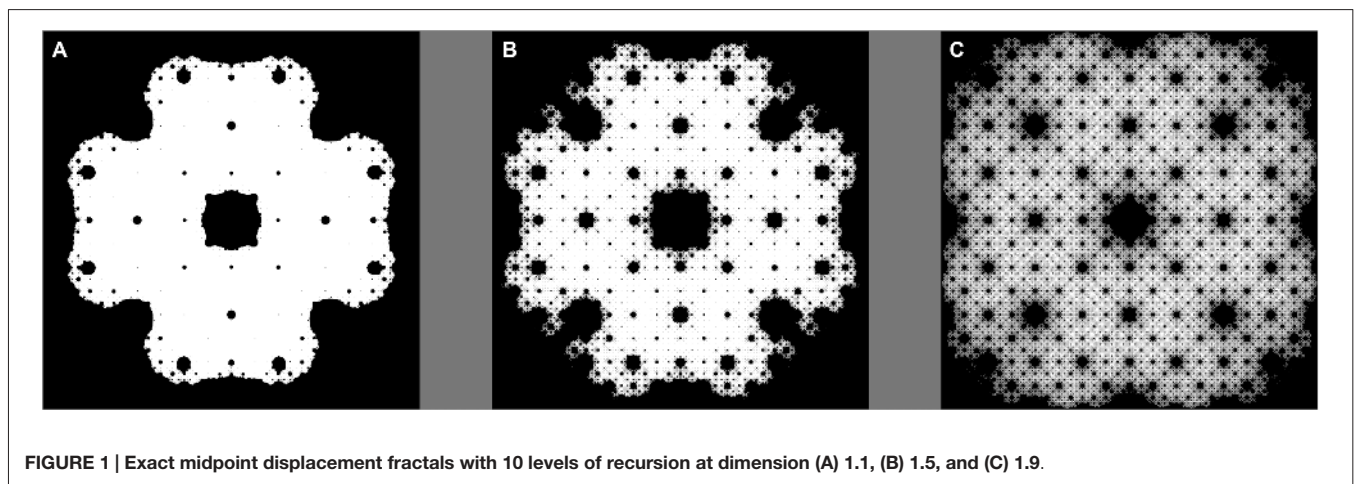 A
B
C
FIGURE 1 | Exact midpoint displacement fractals with 10 levels of recursion at dimension (A) 1.1, (B) 1.5, and (C) 1.9.